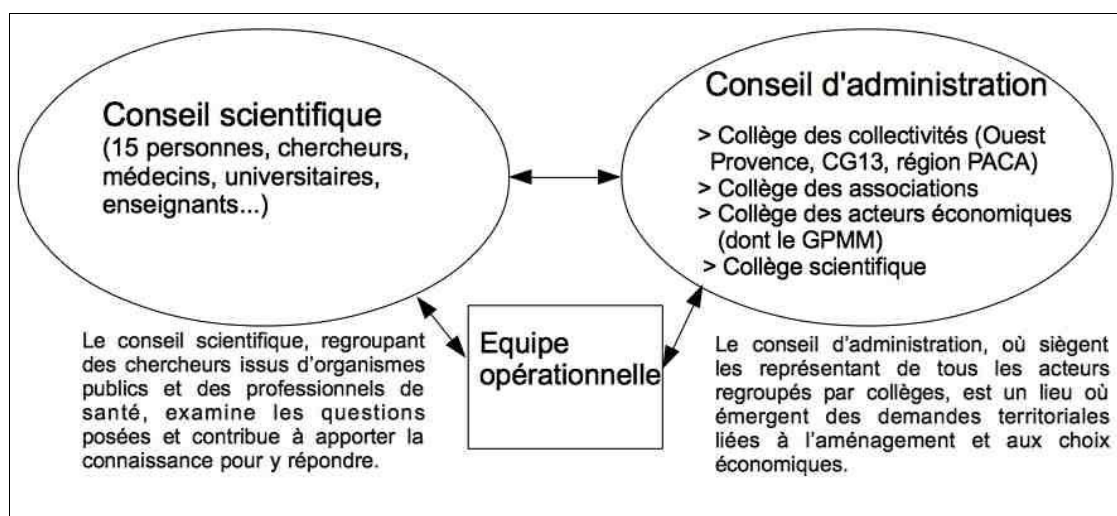 Conseil scientifique
(15 personnes, chercheurs,
médecins, universitaires,
enseignants...)
Conseil d'administration
> Collège des collectivités (Ouest
Provence, CG13, région PACA)
> Collège des associations
> Collège des acteurs économiques
(dont le GPMM)
> Collège scientifique
Equipe
opérationnelle
Le conseil scientifique, regroupant
des chercheurs issus d'organismes
publics et des professionnels de
santé, examine les questions
posées et contribue à apporter la
connaissance pour y répondre.
Le conseil d'administration, où siègent
les représentant de tous les acteurs
regroupés par collèges, est un lieu où
émergent des demandes territoriales
liées à l'aménagement et aux choix
économiques.